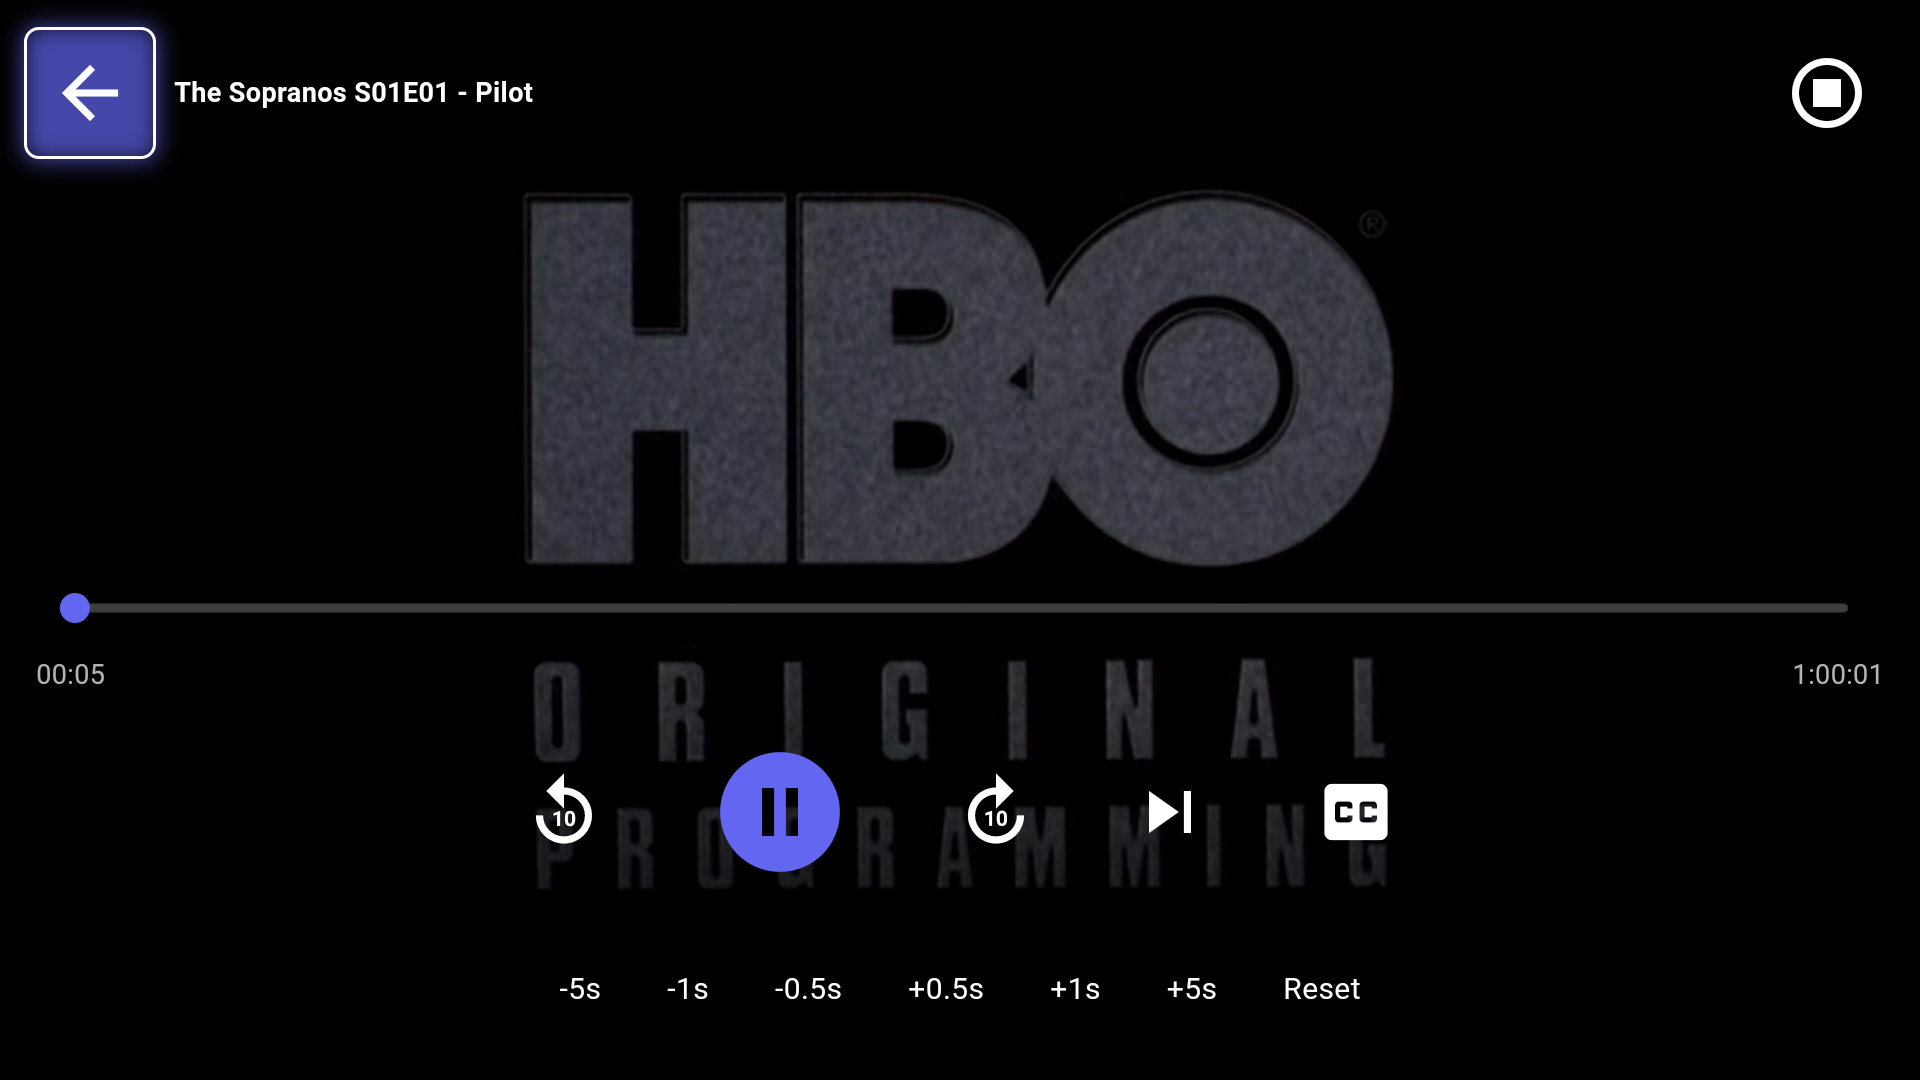 The Sopranos S01E01 - Pilot
HBO®
00:05
1:00:01
ORIGINAL
10
10
CC
PROGRAMMING
-5s -1s -0.5s +0.5s +1s +5s Reset